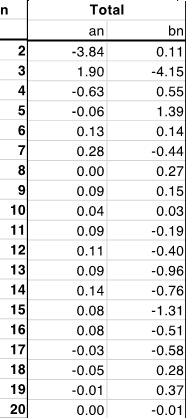 n Total
an bn
2 -3.84 0.11
3 1.90 -4.15
4 -0.63 0.55
5 -0.06 1.39
6 0.13 0.14
7 0.28 -0.44
8 0.00 0.27
9 0.09 0.15
10 0.04 0.03
11 0.09 -0.19
12 0.11 -0.40
13 0.09 -0.96
14 0.14 -0.76
15 0.08 -1.31
16 0.08 -0.51
17 -0.03 -0.58
18 -0.05 0.28
19 -0.01 0.37
20 0.00 -0.01